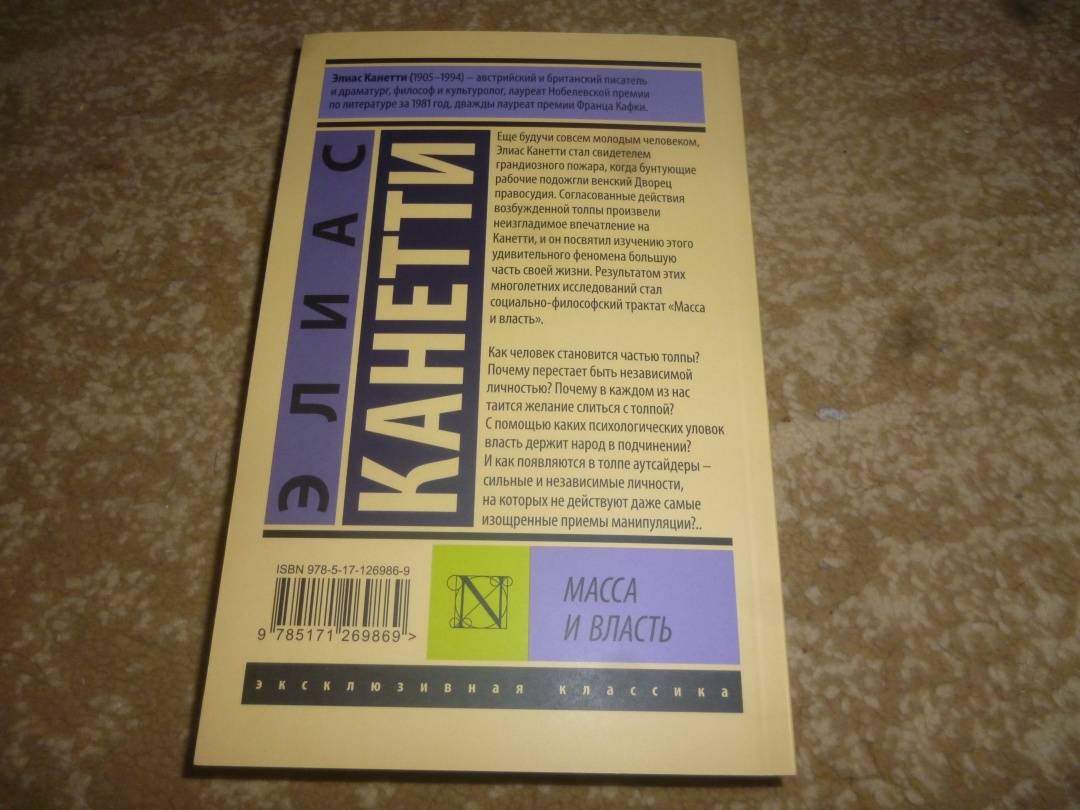 Элиас Канетти (1905–1994) – австрийский и британский писатель
и драматург, философ и культуролог, лауреат Нобелевской премии
по литературе за 1981 год, дважды лауреат премии Франца Кафки.
ЭЛИАС
КАНЕТТИ
Еще будучи совсем молодым человеком,
Элиас Канетти стал свидетелем
грандиозного пожара, когда бунтующие
рабочие подожгли венский Дворец
правосудия. Согласованные действия
возбужденной толпы произвели
неизгладимое впечатление на
Канетти, и он посвятил изучению этого
удивительного феномена большую
часть своей жизни. Результатом этих
многолетних исследований стал
социально-философский трактат «Масса
и власть».
Как человек становится частью толпы?
Почему перестает быть независимой
личностью? Почему в каждом из нас
таится желание слиться с толпой?
С помощью каких психологических уловок
власть держит народ в подчинении?
И как появляются в толпе аутсайдеры –
сильные и независимые личности,
на которых не действуют даже самые
изощренные приемы манипуляции?..
ISBN 978-5-17-126986-9
9 785171 269869 >
N
МАССА
И ВЛАСТЬ
эксклюзивная классика